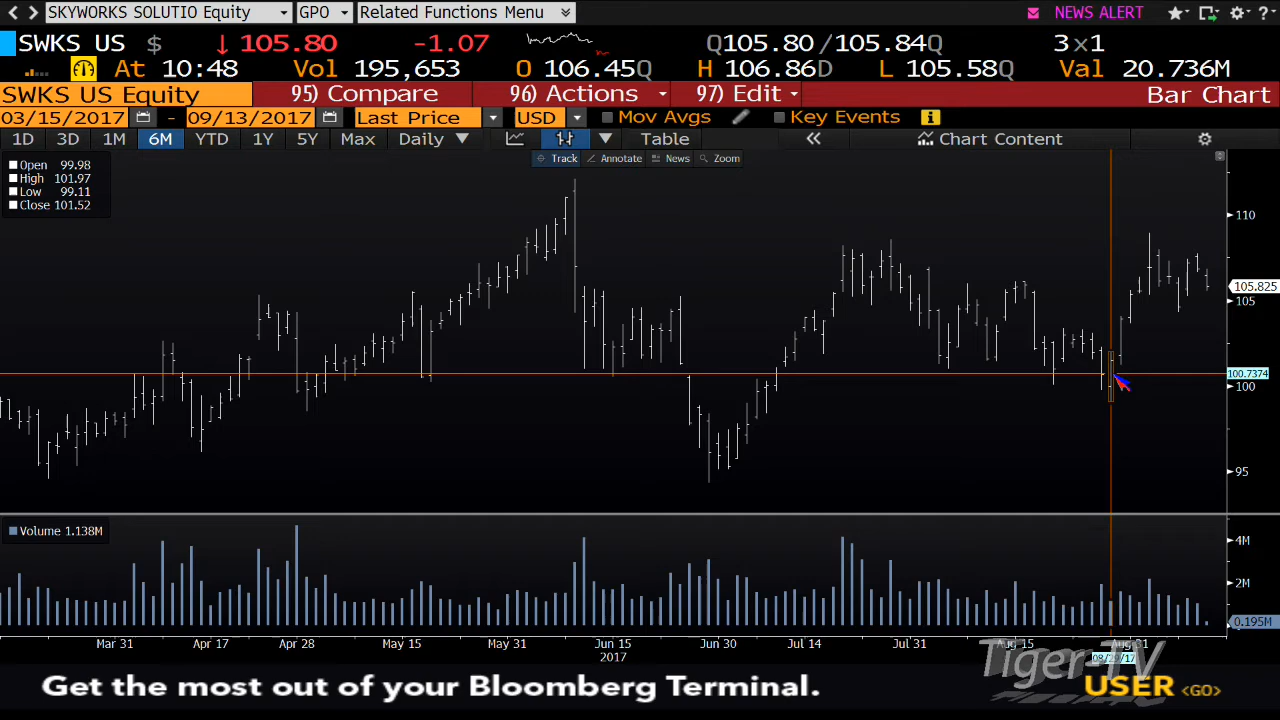 SKYWORKS SOLUTIO Equity GPO Related Functions Menu NEWS ALERT ?
SWKS US $ ↓105.80 -1.07 Q105.80/105.84Q 3×1
At 10:48 Vol 195,653 O 106.45Q H 106.86D L 105.58Q Val 20.736M
SWKS US Equity 95) Compare 96) Actions 97) Edit Bar Chart
03/15/2017 - 09/13/2017 Last Price USD Mov Avgs Key Events
1D 3D 1M 6M YTD 1Y 5Y Max Daily Table « Chart Content
Track Annotate News Zoom
Open 99.98
High 101.97
Low 99.11
Close 101.52
110
105.825
105
100.7374
100
95
Volume 1.138M
4M
2M
0.195M
Mar 31 Apr 17 Apr 28 May 15 May 31 Jun 15 Jun 30 Jul 14 Jul 31 Aug 15 Aug 31
2017
08/29/17
Tiger-TV
Get the most out of your Bloomberg Terminal.
USER <GO>